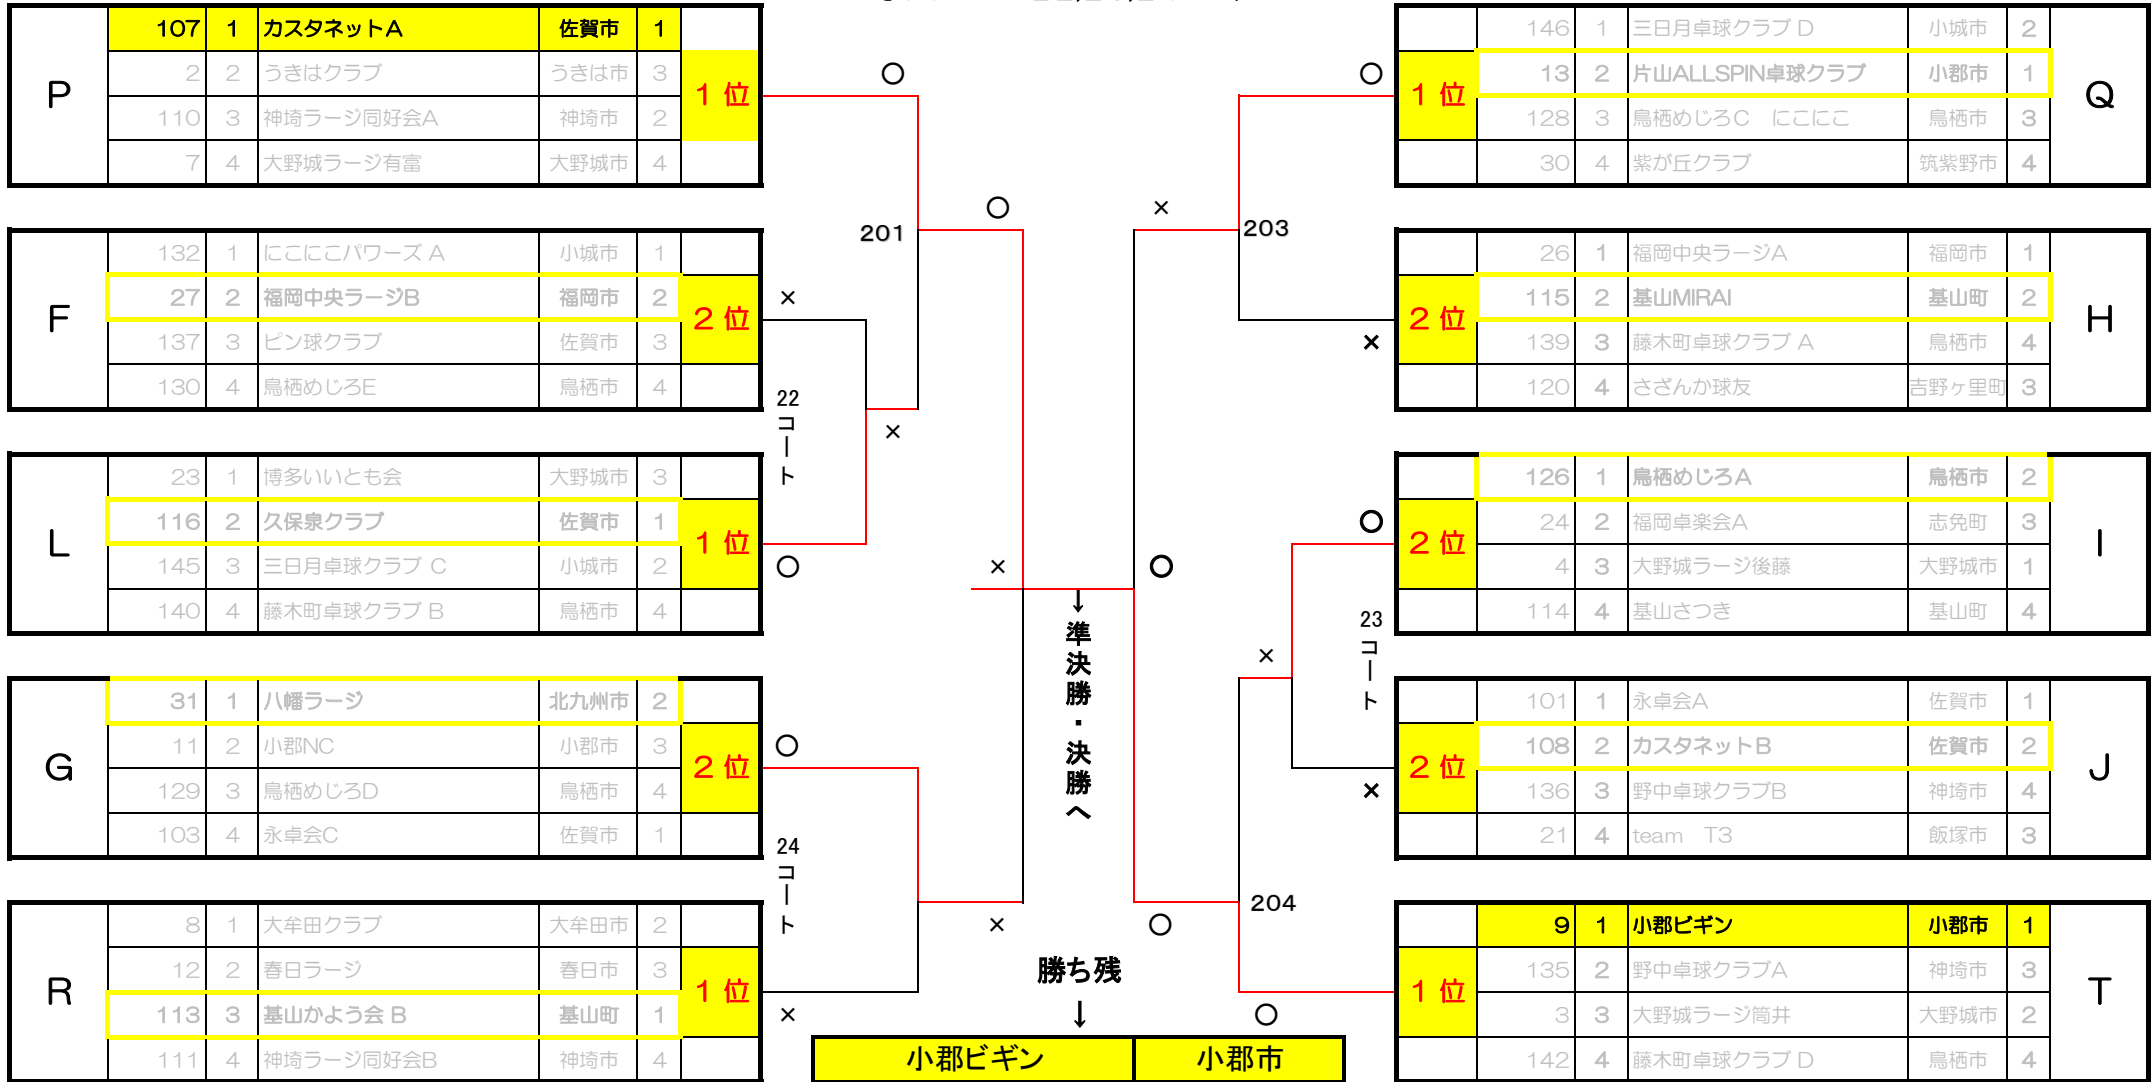 P
107 1 カスタネットA 佐賀市 1
2 2 うきはクラブ うきは市 3
110 3 神埼ラージ同好会A 神埼市 2
7 4 大野城ラージ有富 大野城市 4
1 位
F
132 1 にこにこパワーズ A 小城市 1
27 2 福岡中央ラージB 福岡市 2
137 3 ピン球クラブ 佐賀市 3
130 4 鳥栖めじろE 鳥栖市 4
2 位
L
23 1 博多いいとも会 大野城市 3
116 2 久保泉クラブ 佐賀市 1
145 3 三日月卓球クラブ C 小城市 2
140 4 藤木町卓球クラブ B 鳥栖市 4
1 位
G
31 1 八幡ラージ 北九州市 2
11 2 小郡NC 小郡市 3
129 3 鳥栖めじろD 鳥栖市 4
103 4 永卓会C 佐賀市 1
2 位
R
8 1 大牟田クラブ 大牟田市 2
12 2 春日ラージ 春日市 3
113 3 基山かよう会 B 基山町 1
111 4 神埼ラージ同好会B 神埼市 4
1 位
○
201
○
×
22コート
×
○
×
○
24コート
×
×
○
×
203
×
○
○
23コート
×
×
204
○
○
↓準決勝・決勝へ
勝ち残
↓
小郡ビギン 小郡市
Q
146 1 三日月卓球クラブ D 小城市 2
13 2 片山ALLSPIN卓球クラブ 小郡市 1
128 3 鳥栖めじろC にこにこ 鳥栖市 3
30 4 紫が丘クラブ 筑紫野市 4
1 位
H
26 1 福岡中央ラージA 福岡市 1
115 2 基山MIRAI 基山町 2
139 3 藤木町卓球クラブ A 鳥栖市 4
120 4 さざんか球友 吉野ヶ里町 3
2 位
I
126 1 鳥栖めじろA 鳥栖市 2
24 2 福岡卓楽会A 志免町 3
4 3 大野城ラージ後藤 大野城市 1
114 4 基山さつき 基山町 4
2 位
J
101 1 永卓会A 佐賀市 1
108 2 カスタネットB 佐賀市 2
136 3 野中卓球クラブB 神埼市 4
21 4 team T3 飯塚市 3
2 位
T
9 1 小郡ビギン 小郡市 1
135 2 野中卓球クラブA 神埼市 3
3 3 大野城ラージ筒井 大野城市 2
142 4 藤木町卓球クラブ D 鳥栖市 4
1 位